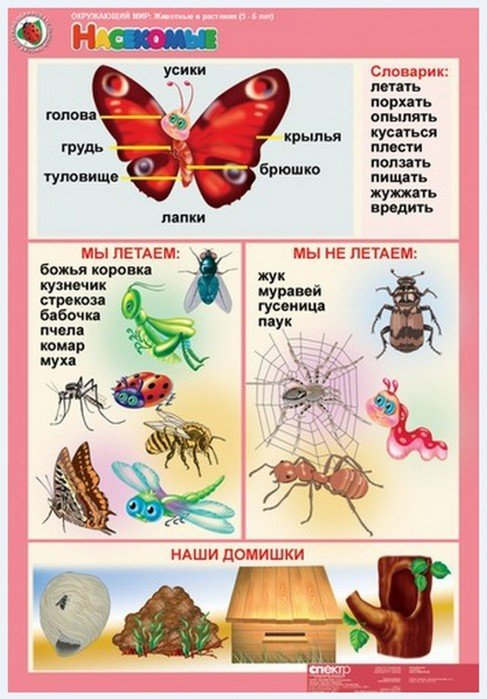 ОКРУЖАЮЩИЙ МИР: Животные и растения (5 - 6 лет)
НАСЕКОМЫЕ
усики
голова
грудь
туловище
крылья
брюшко
лапки
Словарик:
летать
порхать
опылять
кусаться
плести
ползать
пищать
жужжать
вредить
МЫ ЛЕТАЕМ:
божья коровка
кузнечик
стрекоза
бабочка
пчела
комар
муха
МЫ НЕ ЛЕТАЕМ:
жук
муравей
гусеница
паук
НАШИ ДОМИШКИ
спектр